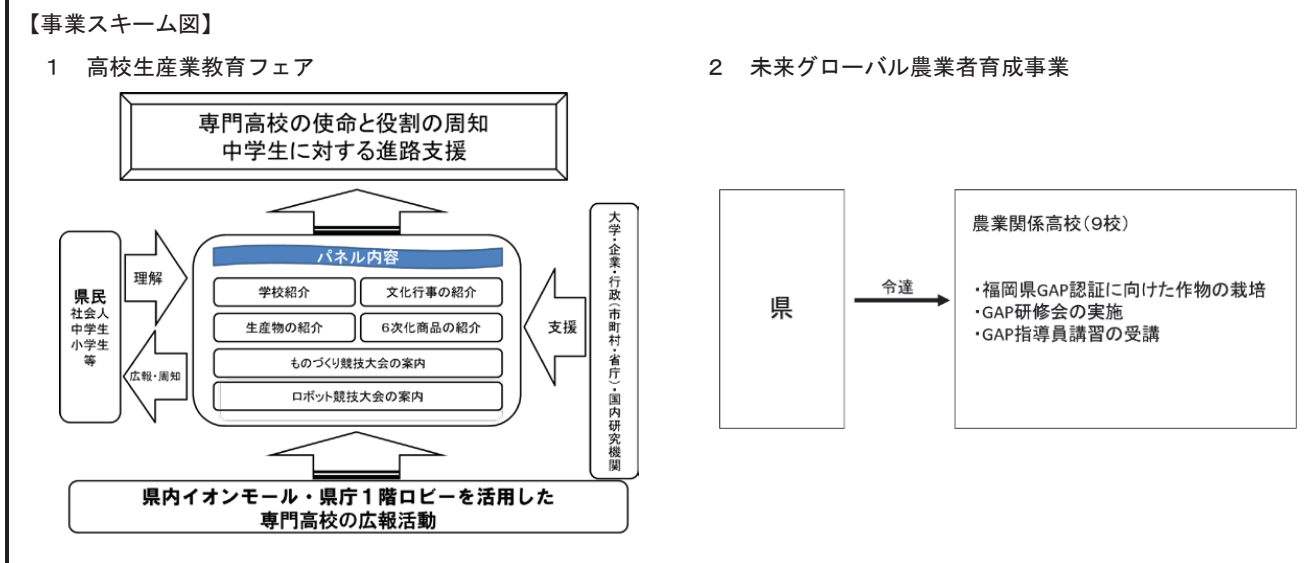 【事業スキーム図】
１　高校生産業教育フェア
専門高校の使命と役割の周知
中学生に対する進路支援
県民
社会人
中学生
小学生
等
理解
広報・周知
パネル内容
学校紹介
文化行事の紹介
生産物の紹介
６次化商品の紹介
ものづくり競技大会の案内
ロボット競技大会の案内
支援
大学・企業・行政（市町村・省庁）・国内研究機関
県内イオンモール・県庁１階ロビーを活用した
専門高校の広報活動
２　未来グローバル農業者育成事業
県
令達
農業関係高校（９校）
・福岡県GAP認証に向けた作物の栽培
・GAP研修会の実施
・GAP指導員講習の受講